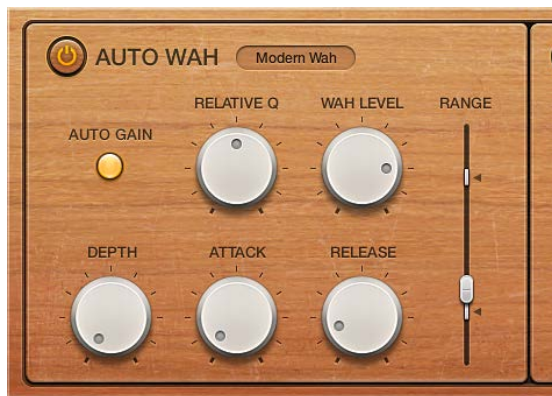 AUTO WAH
Modern Wah
RELATIVE Q
WAH LEVEL
RANGE
AUTO GAIN
DEPTH
ATTACK
RELEASE